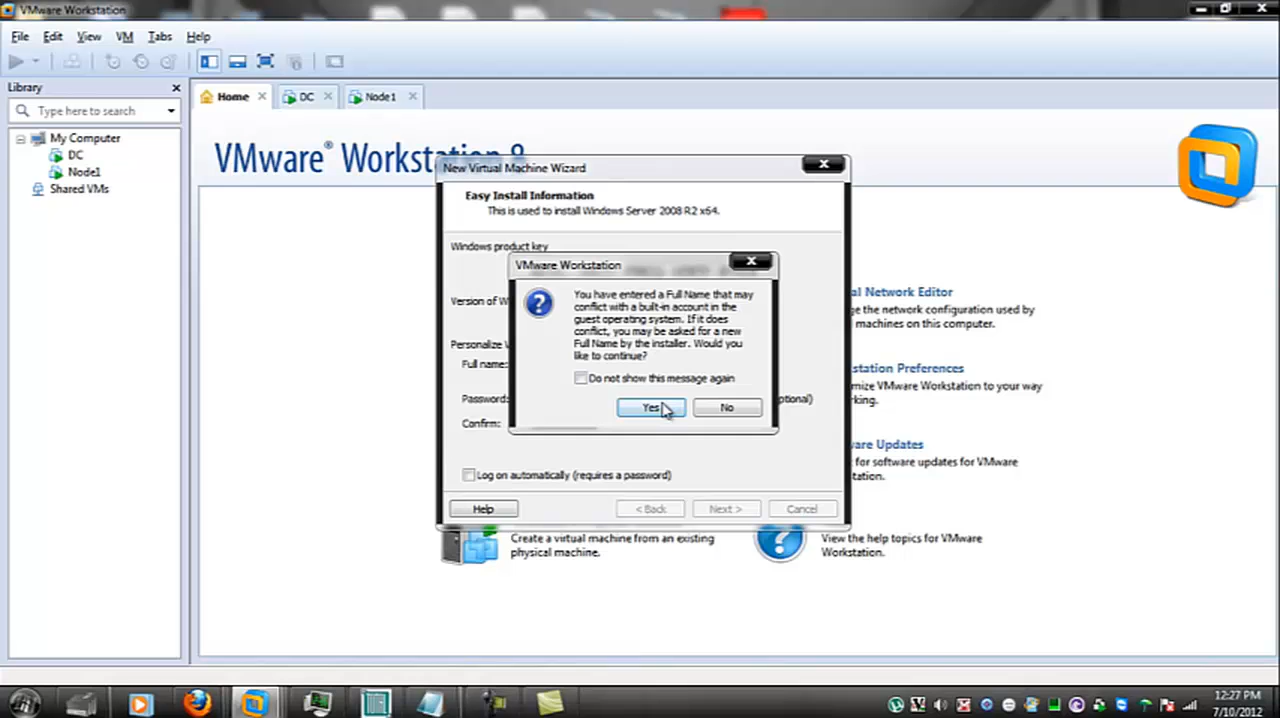 VMware Workstation
File Edit View VM Tabs Help
Library
Home DC Node1
Type here to search
My Computer
DC
Node1
Shared VMs
VMware® Workstation 8
New Virtual Machine Wizard
Easy Install Information
This is used to install Windows Server 2008 R2 x64.
Windows product key
Version of W
Personalize
Full name:
Password:
ptional)
Confirm:
VMware Workstation
You have entered a Full Name that may
conflict with a built-in account in the
guest operating system. If it does
conflict, you may be asked for a new
Full Name by the installer. Would you
like to continue?
Do not show this message again
Yes No
Log on automatically (requires a password)
Help < Back Next > Cancel
al Network Editor
ge the network configuration used by
machines on this computer.
station Preferences
mize VMware Workstation to your way
rking.
ware Updates
for software updates for VMware
station.
Create a virtual machine from an existing
physical machine.
View the help topics for VMware
Workstation.
12:27 PM
7/10/2012